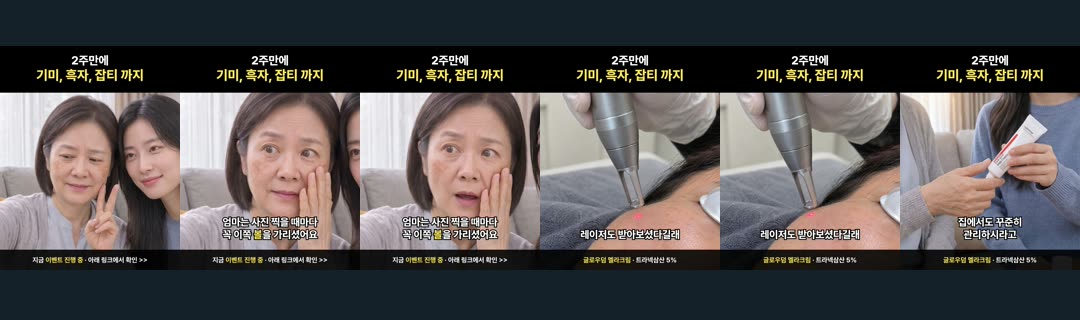 2주만에
기미, 흑자, 잡티 까지
지금 이벤트 진행 중 · 아래 링크에서 확인 >>
2주만에
기미, 흑자, 잡티 까지
엄마는 사진 찍을 때마다
꼭 이쪽 볼을 가리셨어요
지금 이벤트 진행 중 · 아래 링크에서 확인 >>
2주만에
기미, 흑자, 잡티 까지
엄마는 사진 찍을 때마다
꼭 이쪽 볼을 가리셨어요
지금 이벤트 진행 중 · 아래 링크에서 확인 >>
2주만에
기미, 흑자, 잡티 까지
레이저도 받아보셨다길래
글로우덤 멜라크림 · 트라넥삼산 5%
2주만에
기미, 흑자, 잡티 까지
레이저도 받아보셨다길래
글로우덤 멜라크림 · 트라넥삼산 5%
2주만에
기미, 흑자, 잡티 까지
집에서도 꾸준히
관리하시라고
글로우덤 멜라크림 · 트라넥삼산 5%